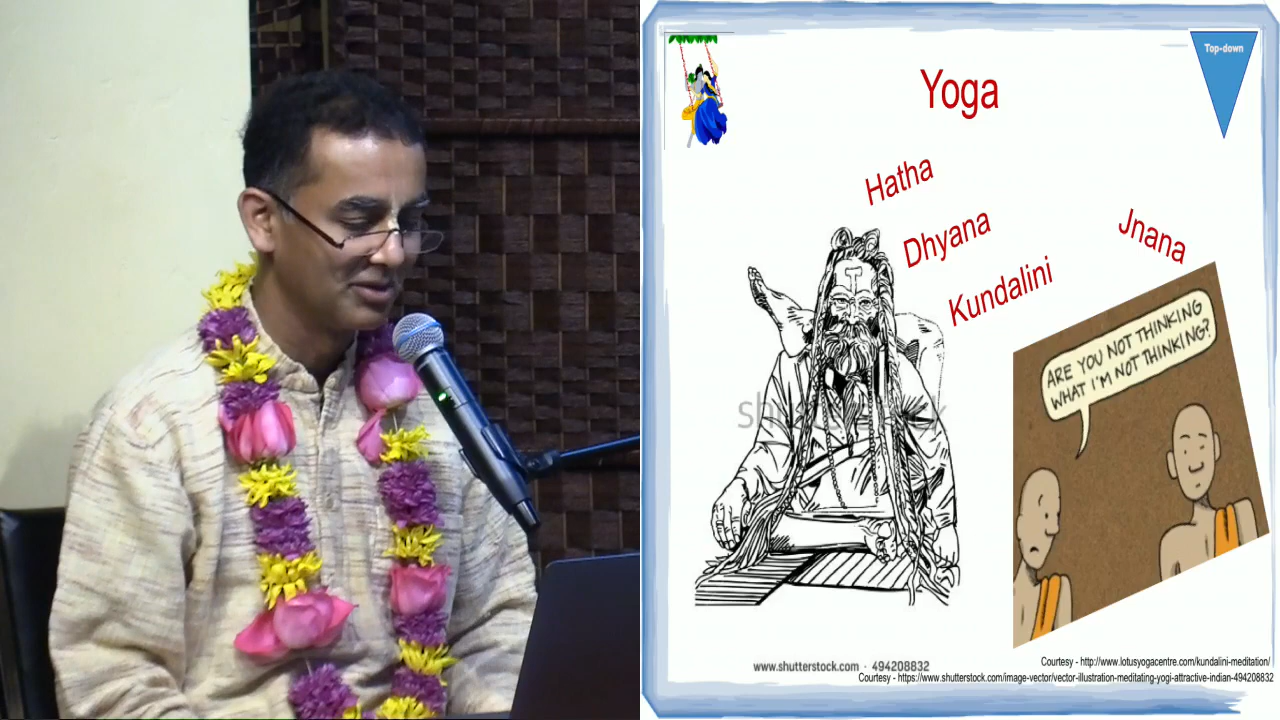 Top-down
Yoga
Hatha
Dhyana
Kundalini
Jnana
ARE YOU NOT THINKING
WHAT I'M NOT THINKING?
www.shutterstock.com · 494208832
Courtesy - http://www.lotusyogacentre.com/kundalini-meditation/
Courtesy - https://www.shutterstock.com/image-vector/vector-illustration-meditating-yogi-attractive-indian-494208832